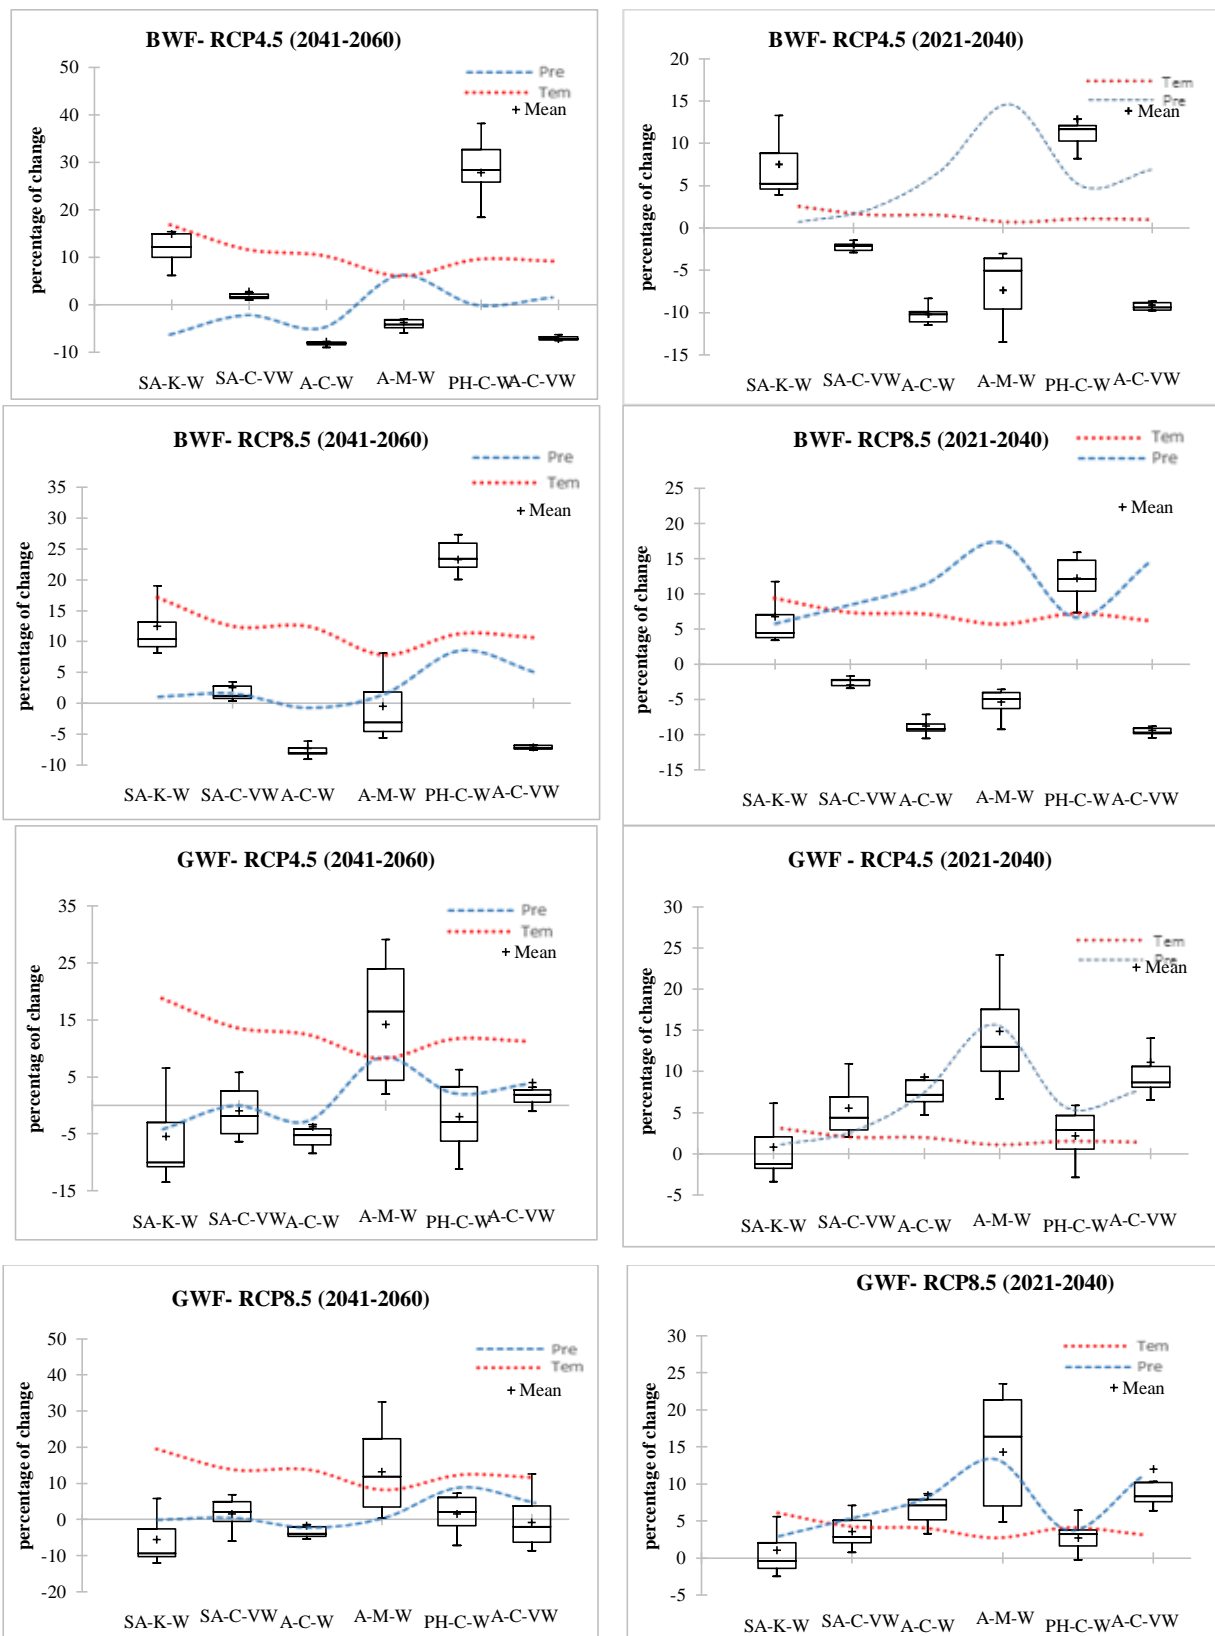 BWF- RCP4.5 (2041-2060)
Pre
Tem
Mean
percentage of change
50
40
30
20
10
0
-10
SA-K-W SA-C-VW A-C-W A-M-W PH-C-W A-C-VW
BWF- RCP4.5 (2021-2040)
Tem
Pre
Mean
percentage of change
20
15
10
5
0
-5
-10
-15
SA-K-W SA-C-VW A-C-W A-M-W PH-C-W A-C-VW
BWF- RCP8.5 (2041-2060)
Pre
Tem
Mean
percentage of change
35
30
25
20
15
10
5
0
-5
-10
SA-K-W SA-C-VW A-C-W A-M-W PH-C-W A-C-VW
BWF- RCP8.5 (2021-2040)
Tem
Pre
Mean
percentage of change
25
20
15
10
5
0
-5
-10
-15
SA-K-W SA-C-VW A-C-W A-M-W PH-C-W A-C-VW
GWF- RCP4.5 (2041-2060)
Pre
Tem
Mean
percentag eof change
35
25
15
5
-5
-15
SA-K-W SA-C-VW A-C-W A-M-W PH-C-W A-C-VW
GWF - RCP4.5 (2021-2040)
Tem
Pre
Mean
percentage of change
30
25
20
15
10
5
0
-5
SA-K-W SA-C-VW A-C-W A-M-W PH-C-W A-C-VW
GWF- RCP8.5 (2041-2060)
Pre
Tem
Mean
percentage of change
50
40
30
20
10
0
-10
-20
SA-K-W SA-C-VW A-C-W A-M-W PH-C-W A-C-VW
GWF- RCP8.5 (2021-2040)
Tem
Pre
Mean
percentage of change
30
25
20
15
10
5
0
-5
SA-K-W SA-C-VW A-C-W A-M-W PH-C-W A-C-VW